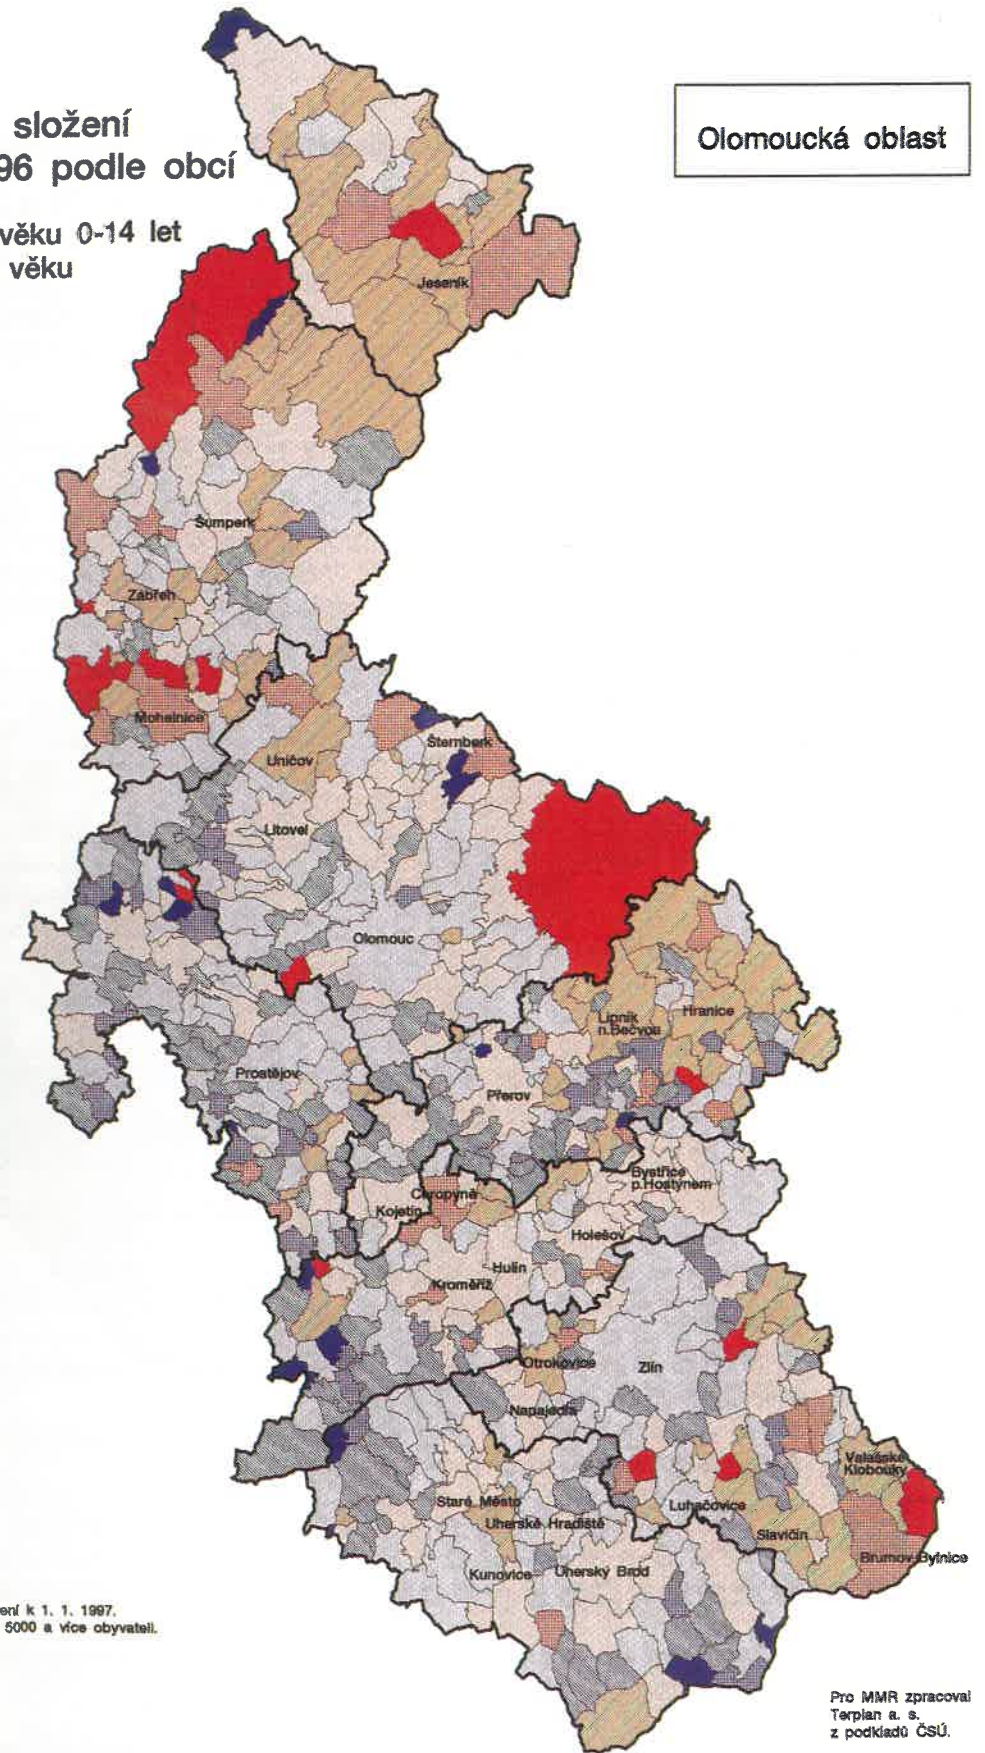 složení
96 podle obcí
věku 0-14 let
věku
Olomoucká oblast
Jeseník
Šumperk
Zábřeh
Mohelnice
Šternberk
Uničov
Litovel
Olomouc
Lipník
n.Bečvou
Hranice
Prostějov
Přerov
Bystřice
p.Hostýnem
Chropyně
Kojetín
Holešov
Hulín
Kroměříž
Otrokovice
Zlín
Napajedla
Valašské
Klobouky
Staré Město
Luhačovice
Uherské Hradiště
Slavičín
Brumov-Bylnice
Kunovice
Uherský Brod
ení k 1. 1. 1997.
5000 a více obyvateli.
Pro MMR zpracoval
Terplan a. s.
z podkladů ČSÚ.